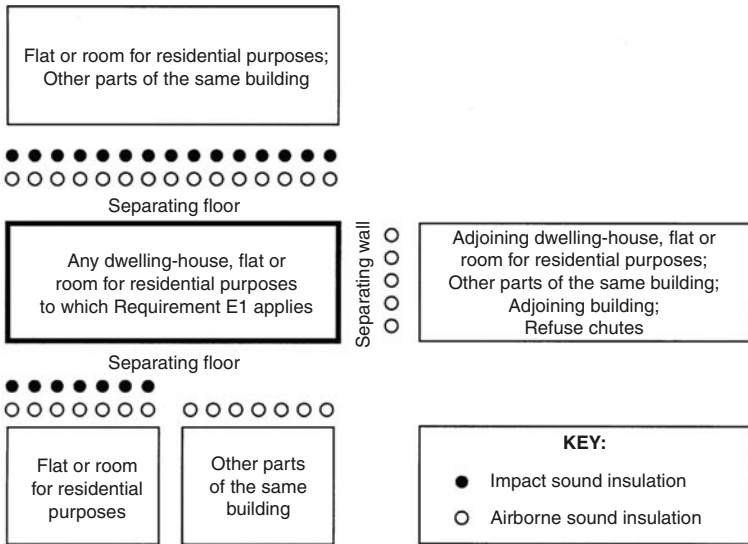 Flat or room for residential purposes;
Other parts of the same building
Separating floor
Any dwelling-house, flat or
room for residential purposes
to which Requirement E1 applies
Separating wall
Adjoining dwelling-house, flat or
room for residential purposes;
Other parts of the same building;
Adjoining building;
Refuse chutes
Separating floor
Flat or room
for residential
purposes
Other parts
of the same
building
KEY:
Impact sound insulation
Airborne sound insulation